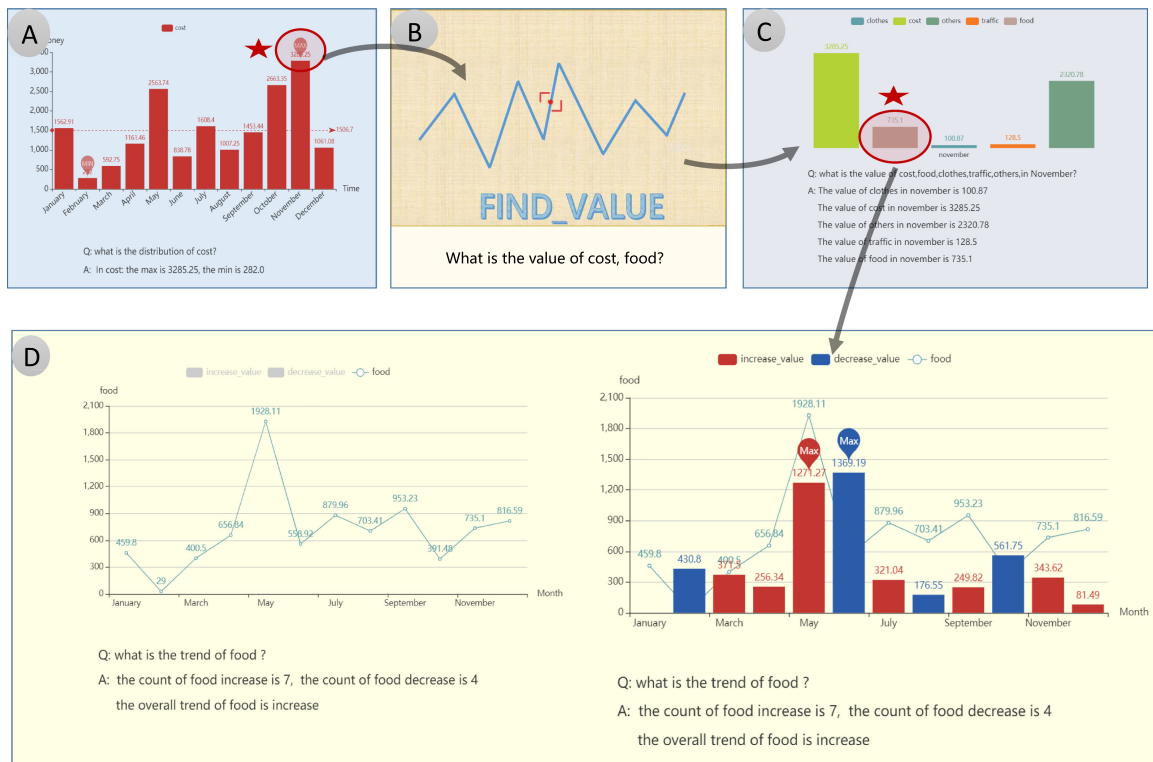 A
cost
3,000
2,500
2,000
1,500
1,000
500
0
1562.91
MIN
592.75
1163.46
2563.74
838.78
1608.4
1007.25
1453.44
2663.35
MAX
3285.25
1061.08
1506.7
Time
January
February
March
April
May
June
July
August
September
October
November
December
Q: what is the distribution of cost?
A: In cost: the max is 3285.25, the min is 282.0
B
FIND_VALUE
What is the value of cost, food?
C
clothes cost others traffic food
3285.25
735.1
100.87
128.5
2320.78
november
Q: what is the value of cost,food,clothes,traffic,others,in November?
A: The value of clothes in november is 100.87
The value of cost in november is 3285.25
The value of others in november is 2320.78
The value of traffic in november is 128.5
The value of food in november is 735.1
D
increase_value decrease_value food
food
2,100
1,800
1,500
1,200
900
600
300
0
459.8
29
400.5
656.84
1928.11
558.92
879.96
703.41
953.23
391.48
735.1
816.59
January March May July September November
Month
Q: what is the trend of food ?
A: the count of food increase is 7, the count of food decrease is 4
the overall trend of food is increase
increase_value decrease_value food
food
2,100
1,800
1,500
1,200
900
600
300
0
459.8
430.8
400.5
371.5
656.84
256.34
1928.11
Max
1271.27
Max
1369.19
879.96
321.04
703.41
176.55
953.23
249.82
561.75
735.1
343.62
816.59
81.49
January March May July September November
Month
Q: what is the trend of food ?
A: the count of food increase is 7, the count of food decrease is 4
the overall trend of food is increase